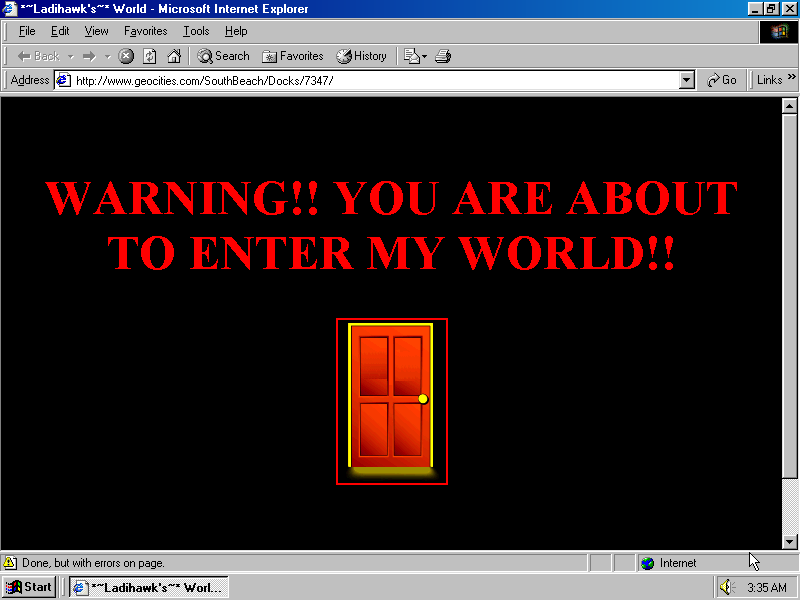 *~Ladihawk's~* World - Microsoft Internet Explorer
File Edit View Favorites Tools Help
Back Search Favorites History
Address http://www.geocities.com/SouthBeach/Docks/7347/ Go Links »
WARNING!! YOU ARE ABOUT
TO ENTER MY WORLD!!
Done, but with errors on page. Internet
Start *~Ladihawk's~* Worl... 3:35 AM